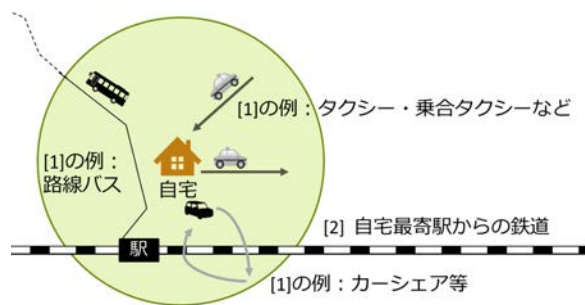 [1]の例：タクシー・乗合タクシーなど
[1]の例：
路線バス
自宅
[2] 自宅最寄駅からの鉄道
駅
[1]の例：カーシェア等